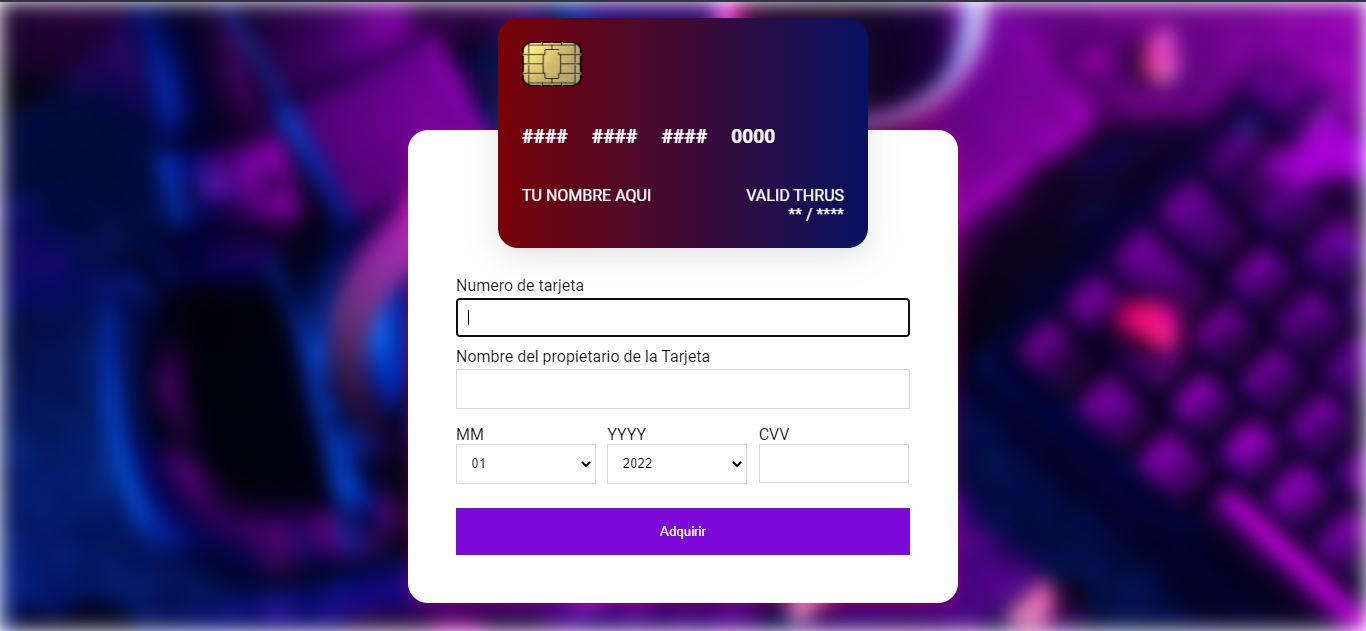 #### #### #### 0000
TU NOMBRE AQUI
VALID THRUS
** / ****
Numero de tarjeta
Nombre del propietario de la Tarjeta
MM YYYY CVV
01 2022
Adquirir